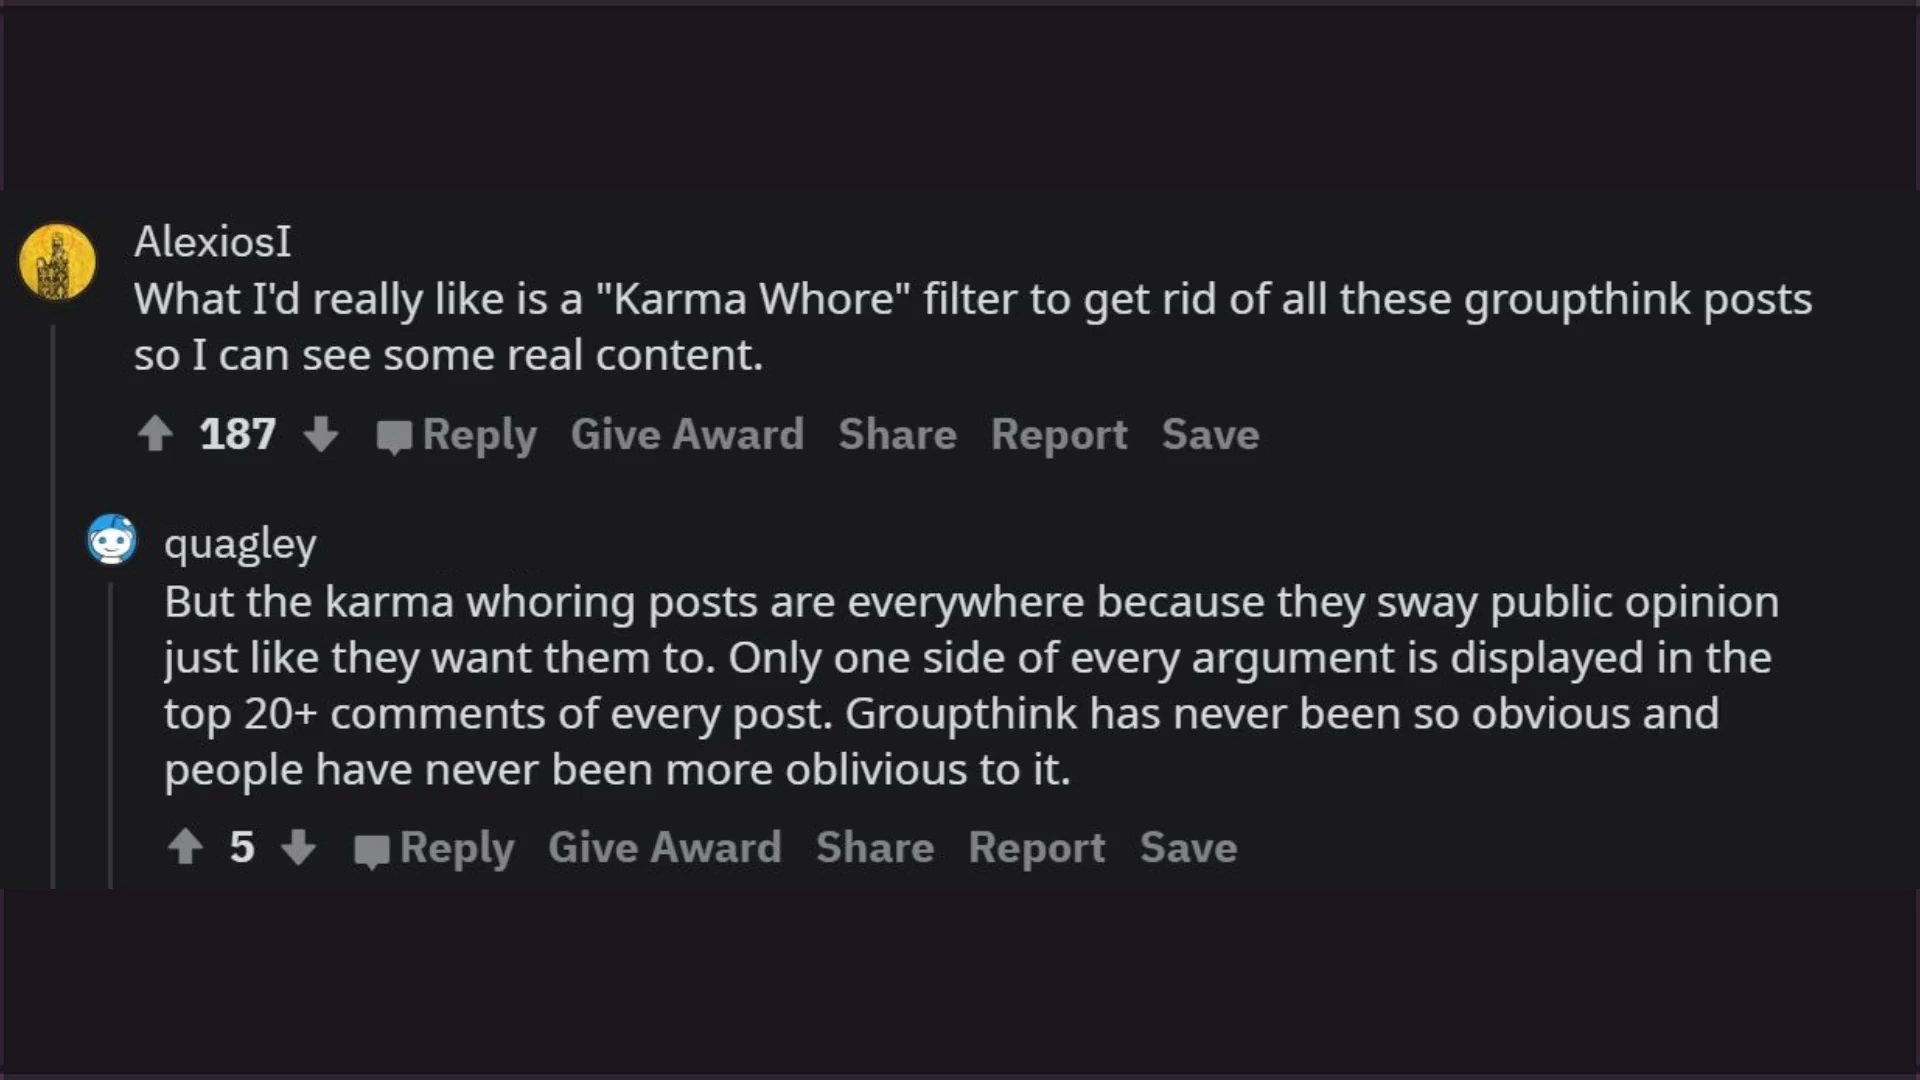 AlexiosI
What I'd really like is a "Karma Whore" filter to get rid of all these groupthink posts
so I can see some real content.
187 Reply Give Award Share Report Save
quagley
But the karma whoring posts are everywhere because they sway public opinion
just like they want them to. Only one side of every argument is displayed in the
top 20+ comments of every post. Groupthink has never been so obvious and
people have never been more oblivious to it.
5 Reply Give Award Share Report Save